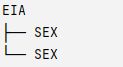 EIA
├── SEX
└── SEX